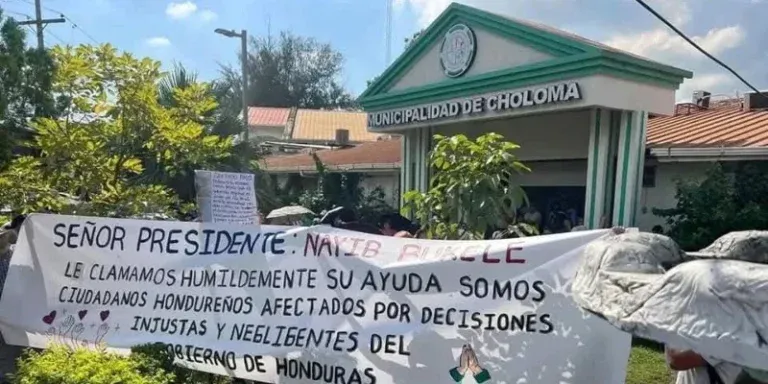 MUNICIPALIDAD DE CHOLOMA
SEÑOR PRESIDENTE: NAYIB BUKELE
LE CLAMAMOS HUMILDEMENTE SU AYUDA SOMOS
CIUDADANOS HONDUREÑOS AFECTADOS POR DECISIONES
INJUSTAS Y NEGLIGENTES DEL
GOBIERNO DE HONDURAS